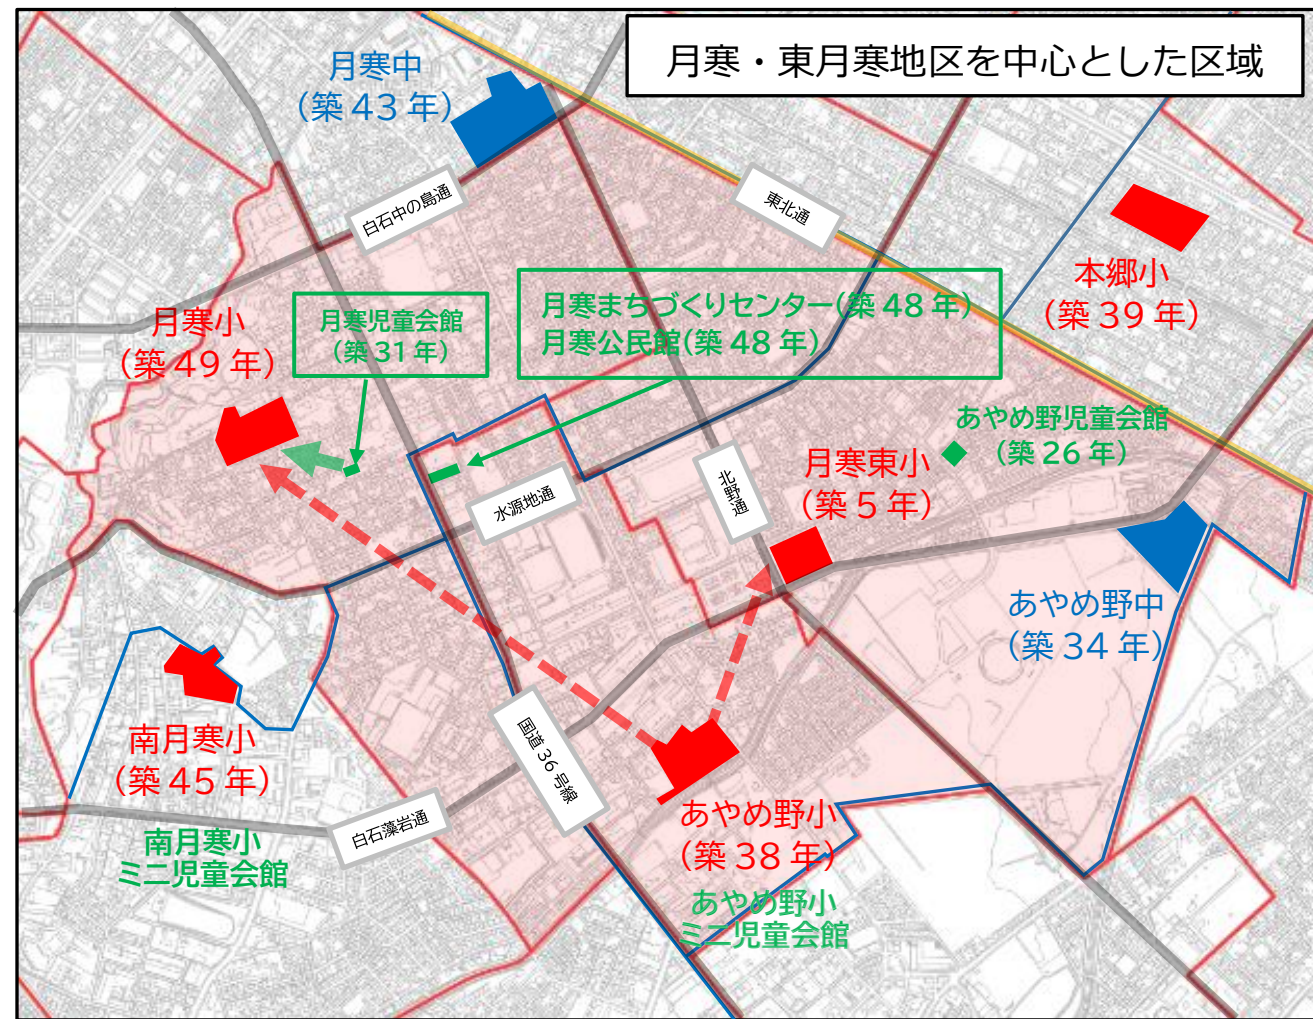 月寒・東月寒地区を中心とした区域
月寒中
(築 43 年)
白石中の島通
東北通
本郷小
(築 39 年)
月寒小
(築 49 年)
月寒児童会館
(築 31 年)
月寒まちづくりセンター(築 48 年)
月寒公民館(築 48 年)
あやめ野児童会館
(築 26 年)
月寒東小
(築 5 年)
北野通
水源地通
あやめ野中
(築 34 年)
南月寒小
(築 45 年)
国道 36 号線
白石藻岩通
南月寒小
ミニ児童会館
あやめ野小
(築 38 年)
あやめ野小
ミニ児童会館